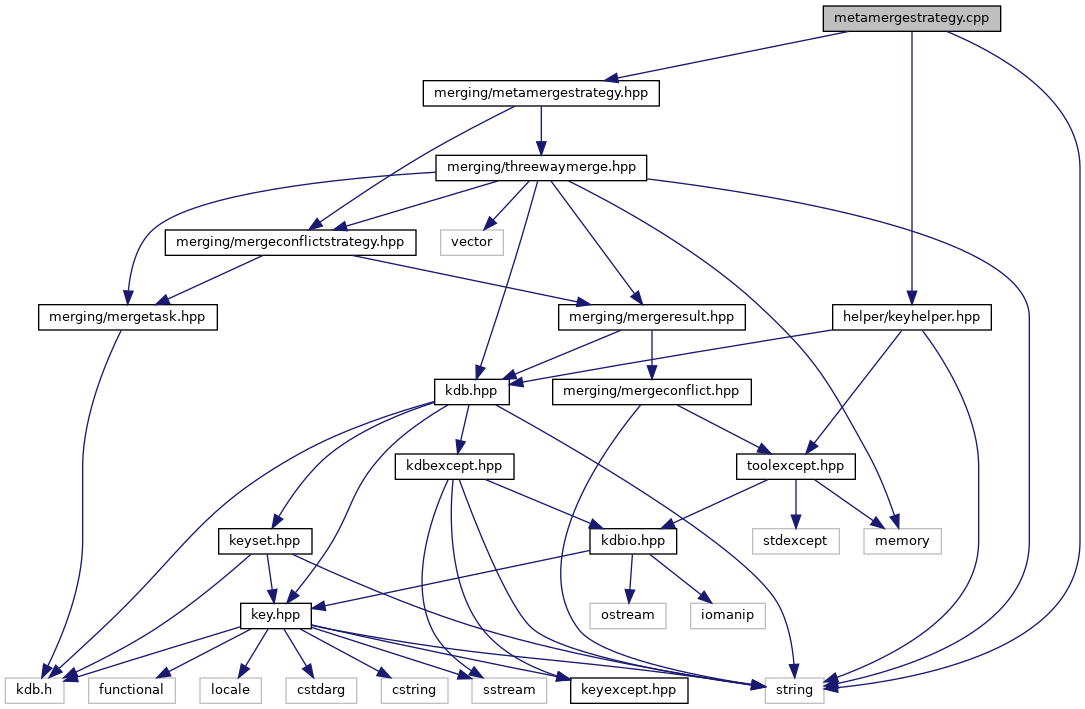 metamergestrategy.cpp
merging/metamergestrategy.hpp
merging/threewaymerge.hpp
merging/mergeconflictstrategy.hpp
vector
merging/mergetask.hpp
merging/mergeresult.hpp
helper/keyhelper.hpp
kdb.hpp
merging/mergeconflict.hpp
kdbexcept.hpp
toolexcept.hpp
keyset.hpp
kdbio.hpp
stdexcept
memory
key.hpp
ostream
iomanip
kdb.h
functional
locale
cstdarg
cstring
sstream
keyexcept.hpp
string